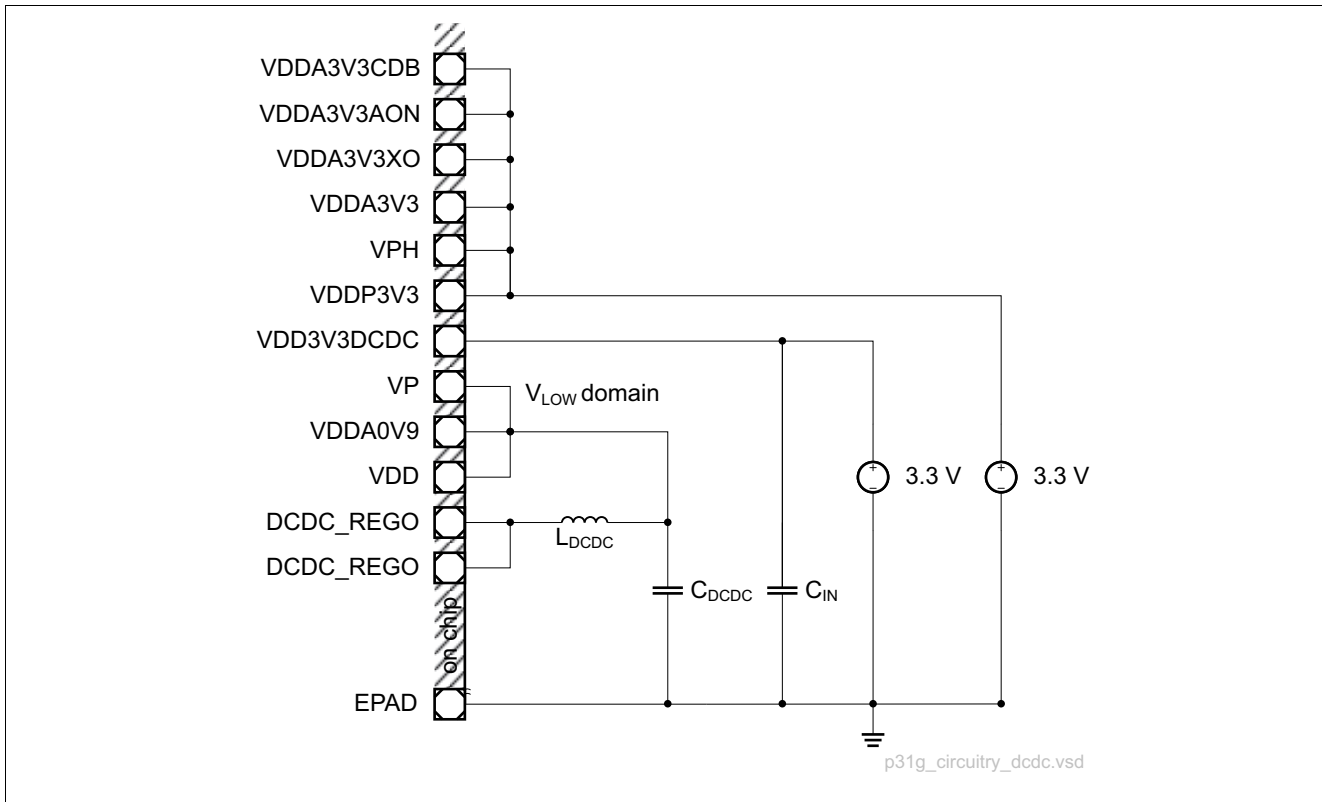 VDDA3V3CDB
VDDA3V3AON
VDDA3V3XO
VDDA3V3
VPH
VDDP3V3
VDD3V3DCDC
VP
VLOW domain
VDDA0V9
VDD
+
−
3.3 V
+
−
3.3 V
DCDC_REGO
LDCDC
DCDC_REGO
CDCDC
CIN
on chip
EPAD
p31g_circuitry_dcdc.vsd